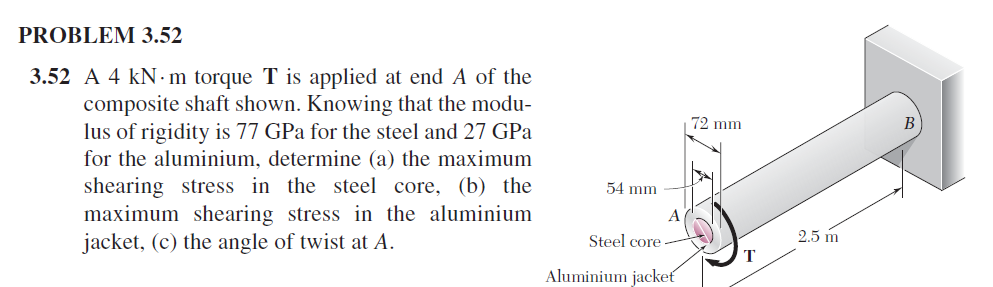 PROBLEM 3.52
3.52 A 4 kN·m torque T is applied at end A of the
composite shaft shown. Knowing that the modu-
lus of rigidity is 77 GPa for the steel and 27 GPa
for the aluminium, determine (a) the maximum
shearing stress in the steel core, (b) the
maximum shearing stress in the aluminium
jacket, (c) the angle of twist at A.
72 mm
B
54 mm
A
Steel core
2.5 m
T
Aluminium jacket